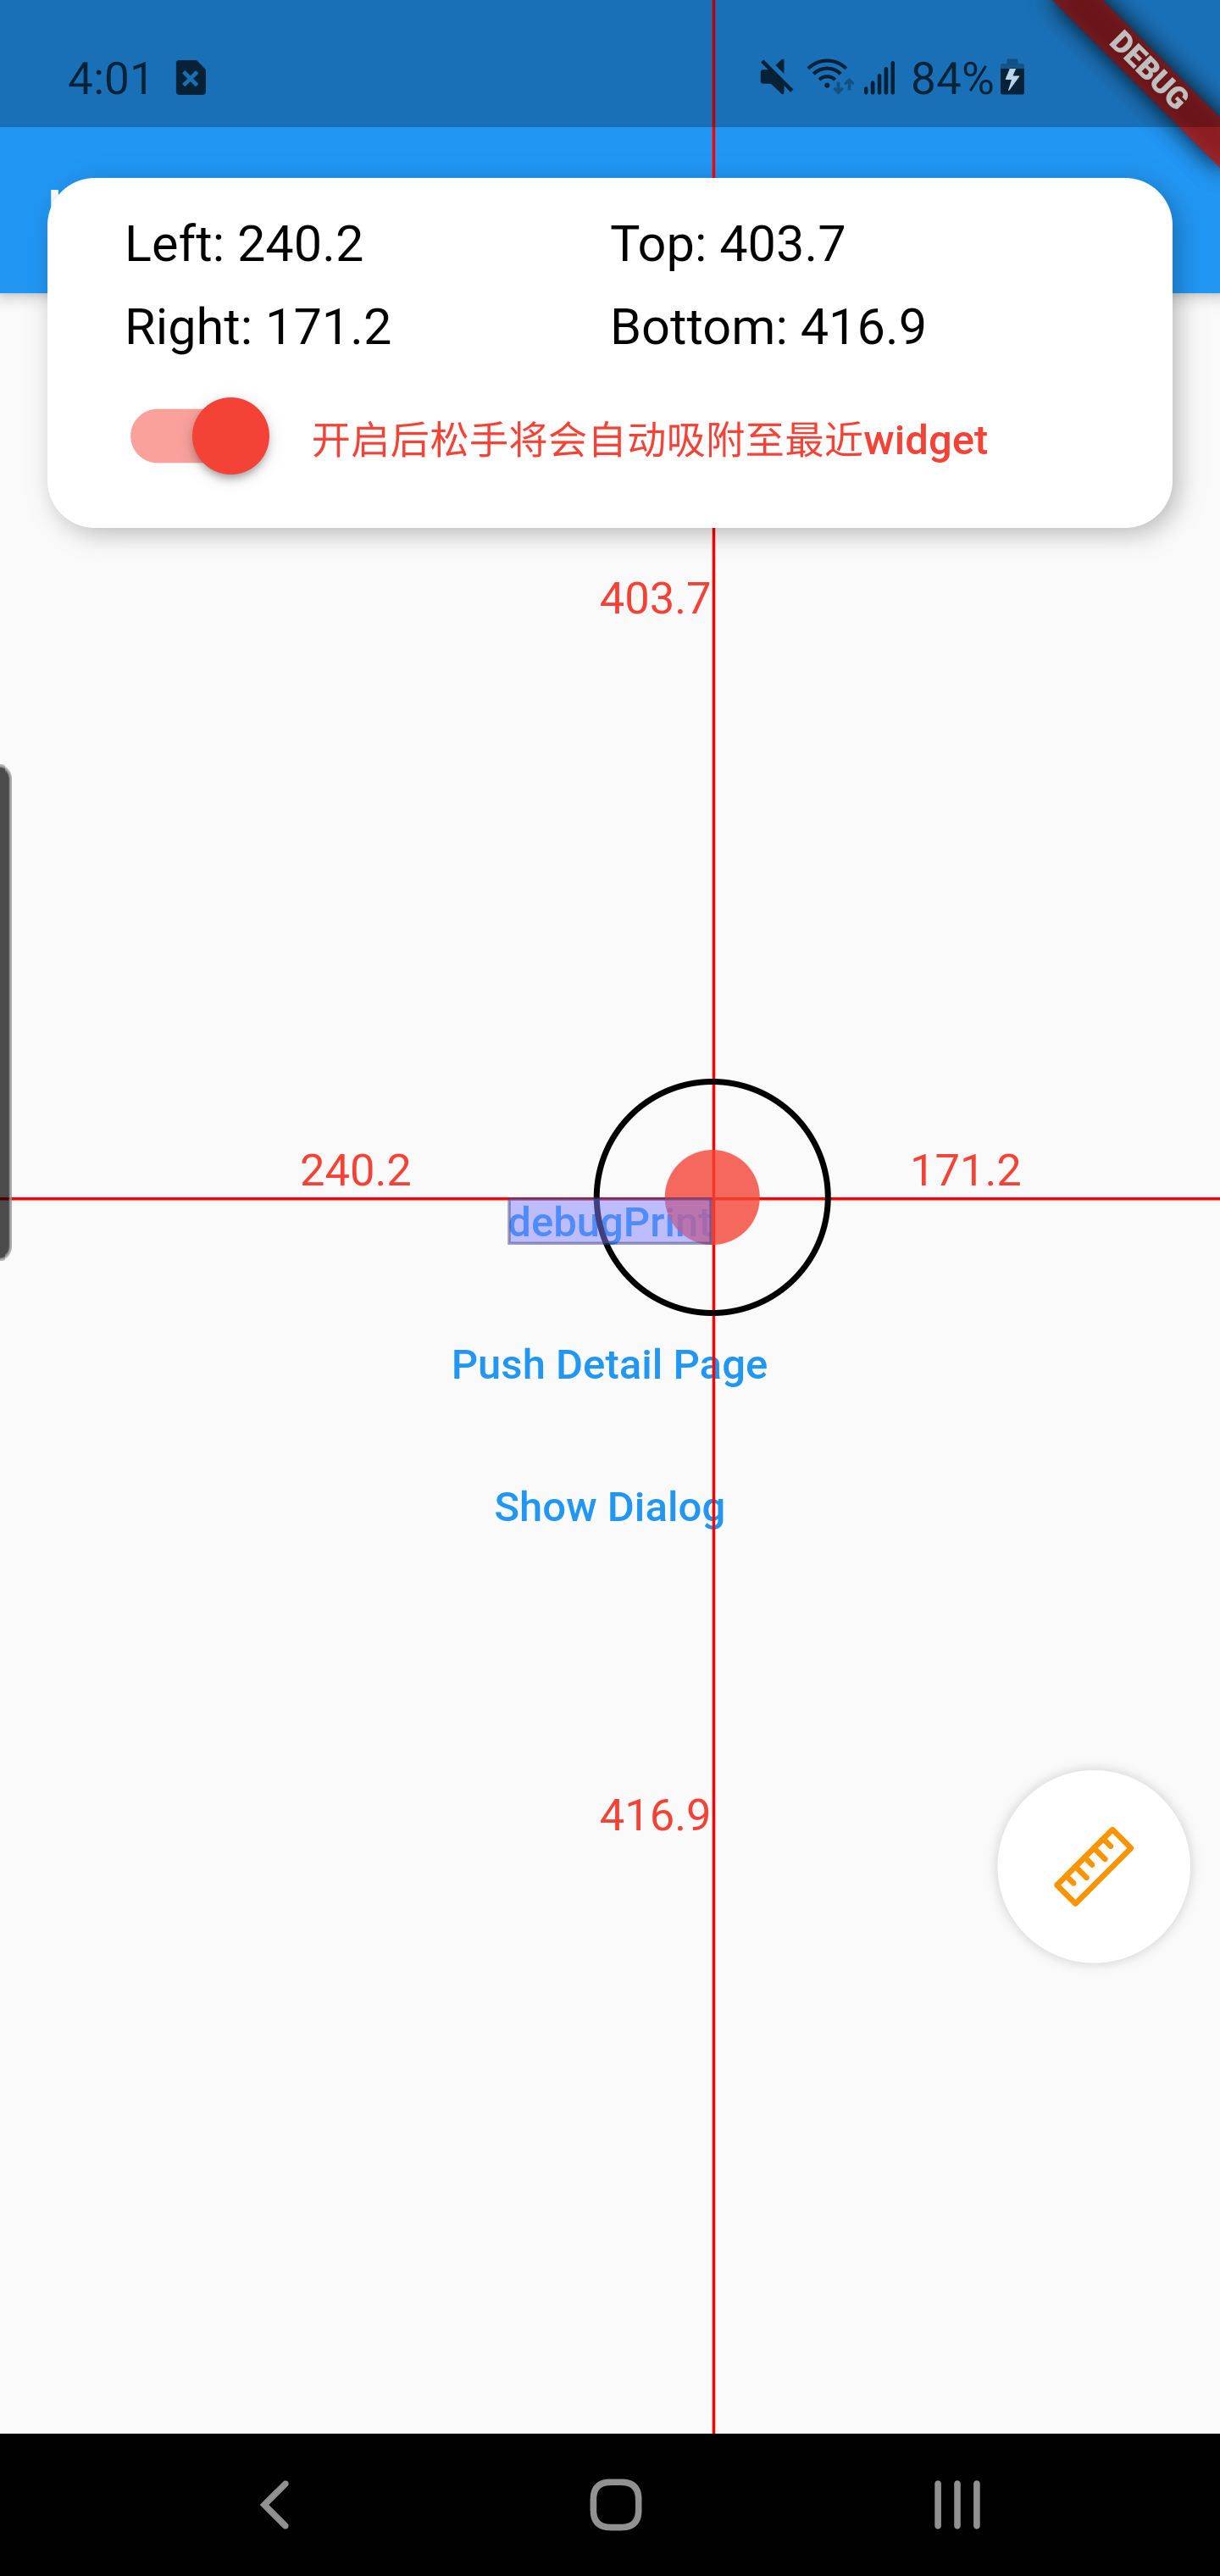 4:01
84%
DEBUG
Left: 240.2
Top: 403.7
Right: 171.2
Bottom: 416.9
开启后松手将会自动吸附至最近widget
403.7
240.2
171.2
debugPrint
Push Detail Page
Show Dialog
416.9